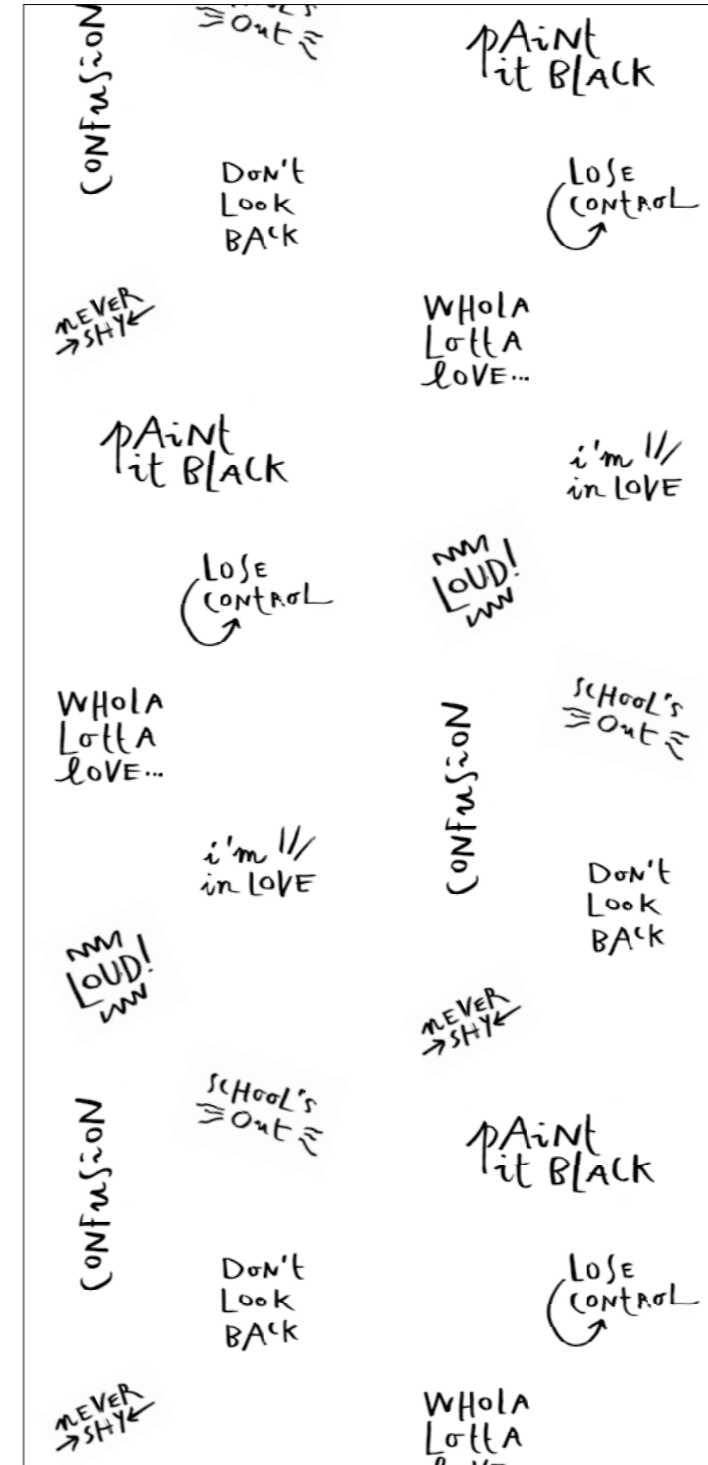 CONFUSION
SCHOOL'S
Out
pAiNt
it BLACK
DoN't
Look
BACK
LOSE
CONtROL
nEVER
SHY
WHOlA
LottA
lOVE...
pAiNt
it BLACK
i'm
in LOVE
LOSE
CONtROL
LOUD!
WHOlA
LottA
lOVE...
CONFUSION
SCHooL'S
Out
i'm
in LOVE
DoN't
Look
BACK
LOUD!
nEVER
SHY
CONFUSION
SCHooL'S
Out
pAiNt
it BLACK
DoN't
Look
BACK
LOSE
CONtROL
nEVER
SHY
WHOlA
LottA